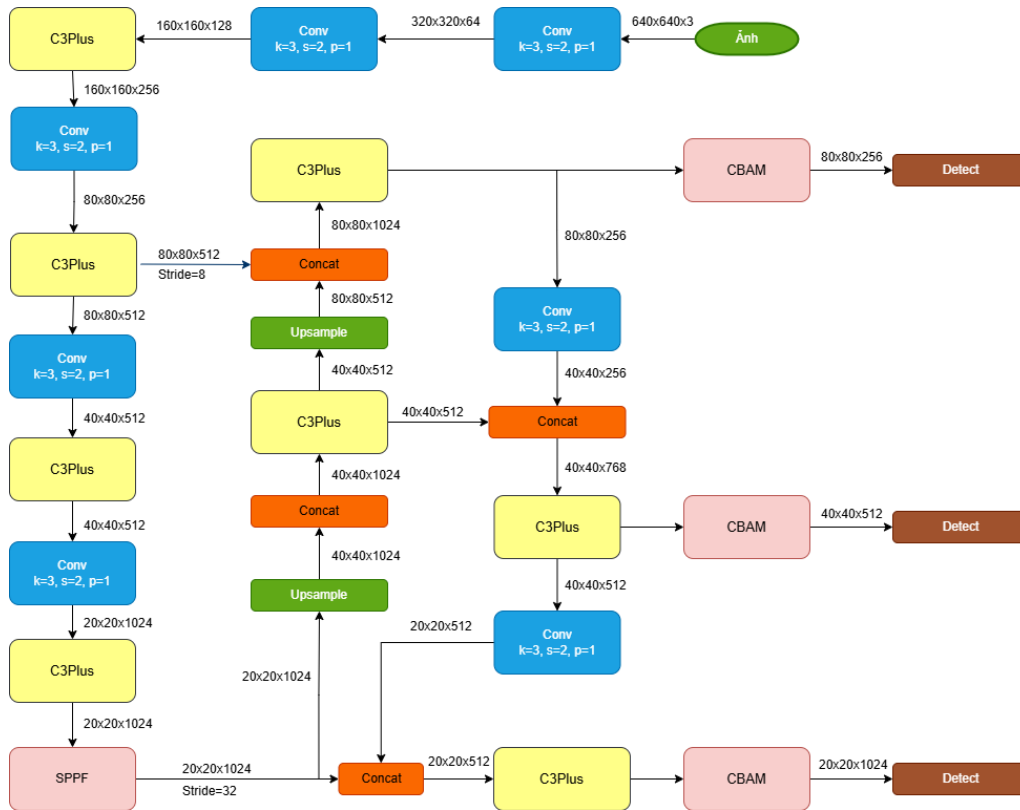 C3Plus
160x160x128
Conv
k=3, s=2, p=1
320x320x64
Conv
k=3, s=2, p=1
640x640x3
Ảnh
160x160x256
Conv
k=3, s=2, p=1
80x80x256
C3Plus
80x80x512
Stride=8
80x80x512
Conv
k=3, s=2, p=1
40x40x512
C3Plus
40x40x512
Conv
k=3, s=2, p=1
20x20x1024
C3Plus
20x20x1024
SPPF
20x20x1024
Stride=32
20x20x1024
Upsample
40x40x1024
Concat
40x40x1024
C3Plus
40x40x512
40x40x512
Upsample
80x80x512
Concat
80x80x1024
C3Plus
80x80x256
Conv
k=3, s=2, p=1
40x40x256
Concat
40x40x768
C3Plus
40x40x512
Conv
k=3, s=2, p=1
20x20x512
Concat
20x20x512
C3Plus
CBAM
80x80x256
Detect
CBAM
40x40x512
Detect
CBAM
20x20x1024
Detect